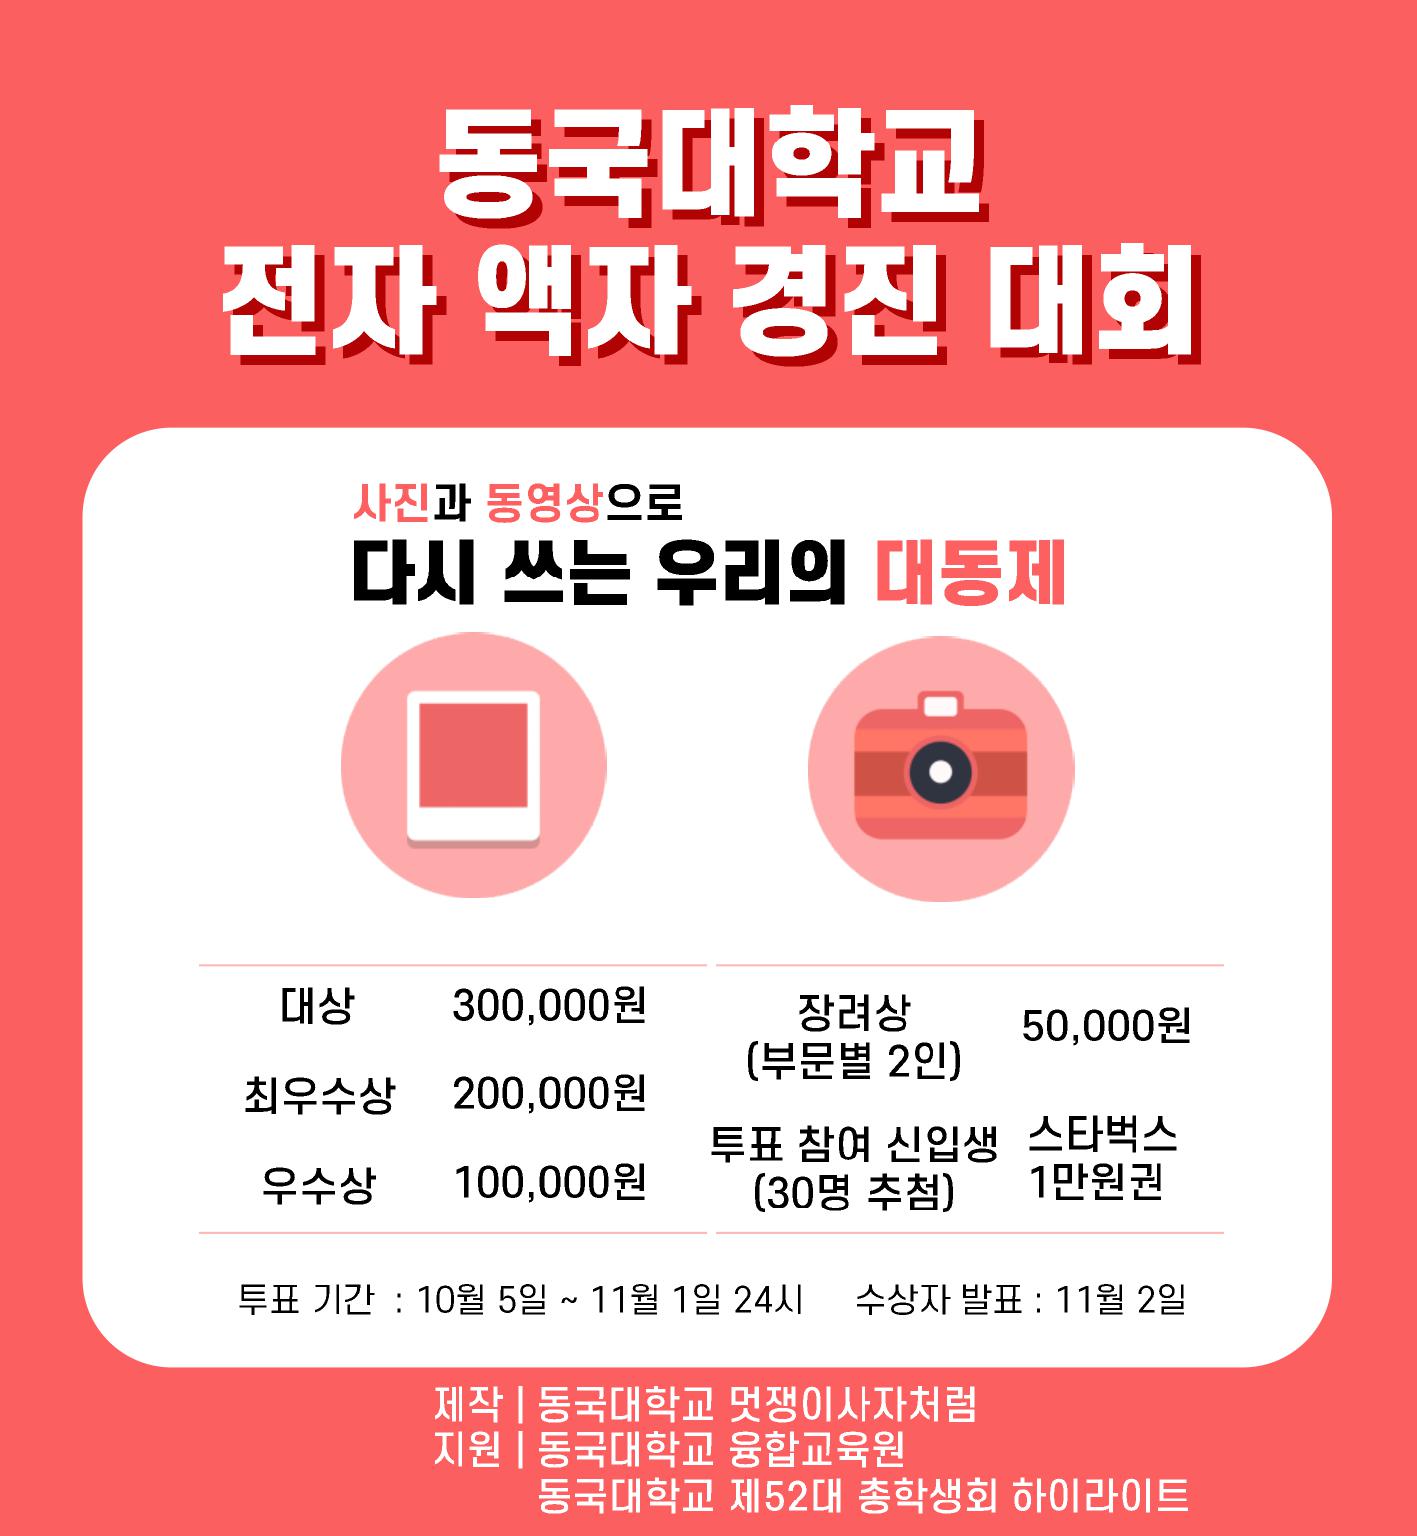 동국대학교
전자 액자 경진 대회
사진과 동영상으로
다시 쓰는 우리의 대동제
대상 300,000원
최우수상 200,000원
우수상 100,000원
장려상
(부문별 2인) 50,000원
투표 참여 신입생 스타벅스
(30명 추첨) 1만원권
투표 기간 : 10월 5일 ~ 11월 1일 24시 수상자 발표 : 11월 2일
제작 | 동국대학교 멋쟁이사자처럼
지원 | 동국대학교 융합교육원
동국대학교 제52대 총학생회 하이라이트